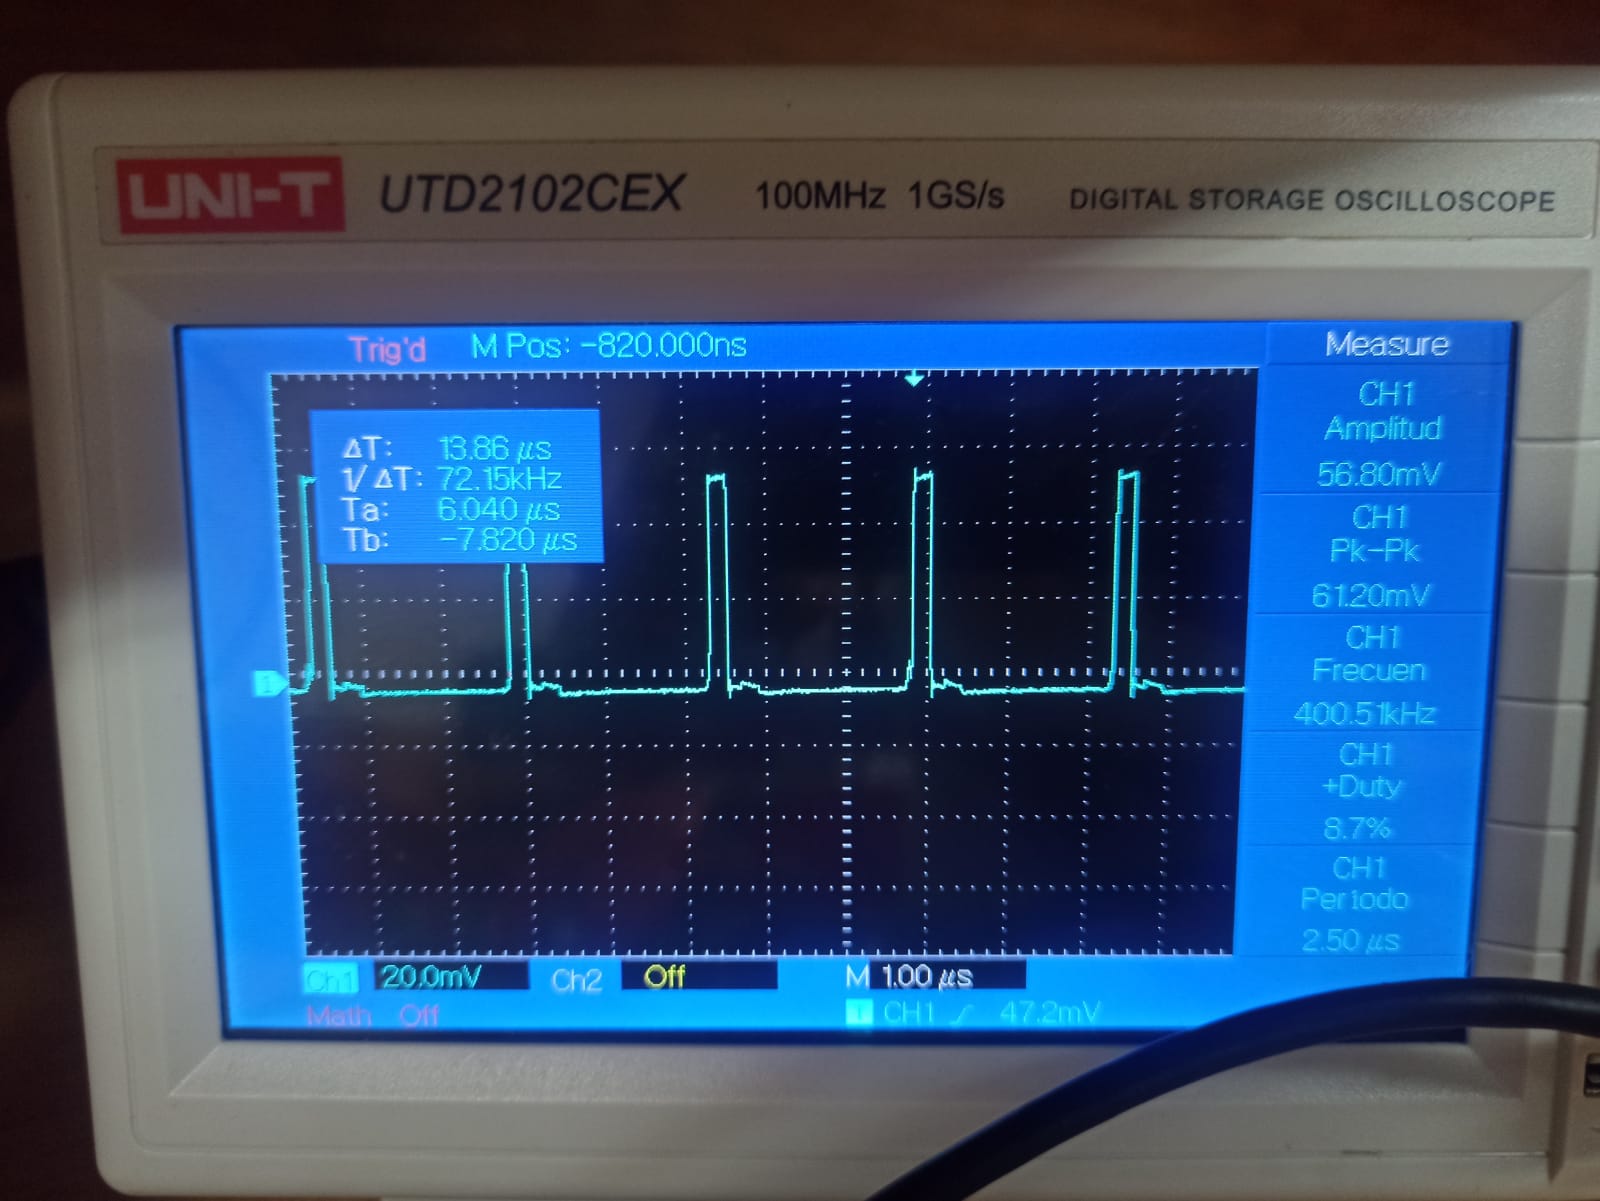 UNI-T UTD2102CEX 100MHz 1GS/s DIGITAL STORAGE OSCILLOSCOPE
Trig'd M Pos: -820.000ns
Measure
ΔT: 13.86 µs
1/ΔT: 72.15kHz
Ta: 6.040 µs
Tb: -7.820 µs
CH1
Amplitud
56.80mV
CH1
Pk-Pk
61.20mV
CH1
Frecuen
400.51kHz
CH1
+Duty
8.7%
CH1
Periodo
2.50 µs
1
Ch1 20.0mV Ch2 Off M 1.00 µs
Math Off
1 CH1 47.2mV